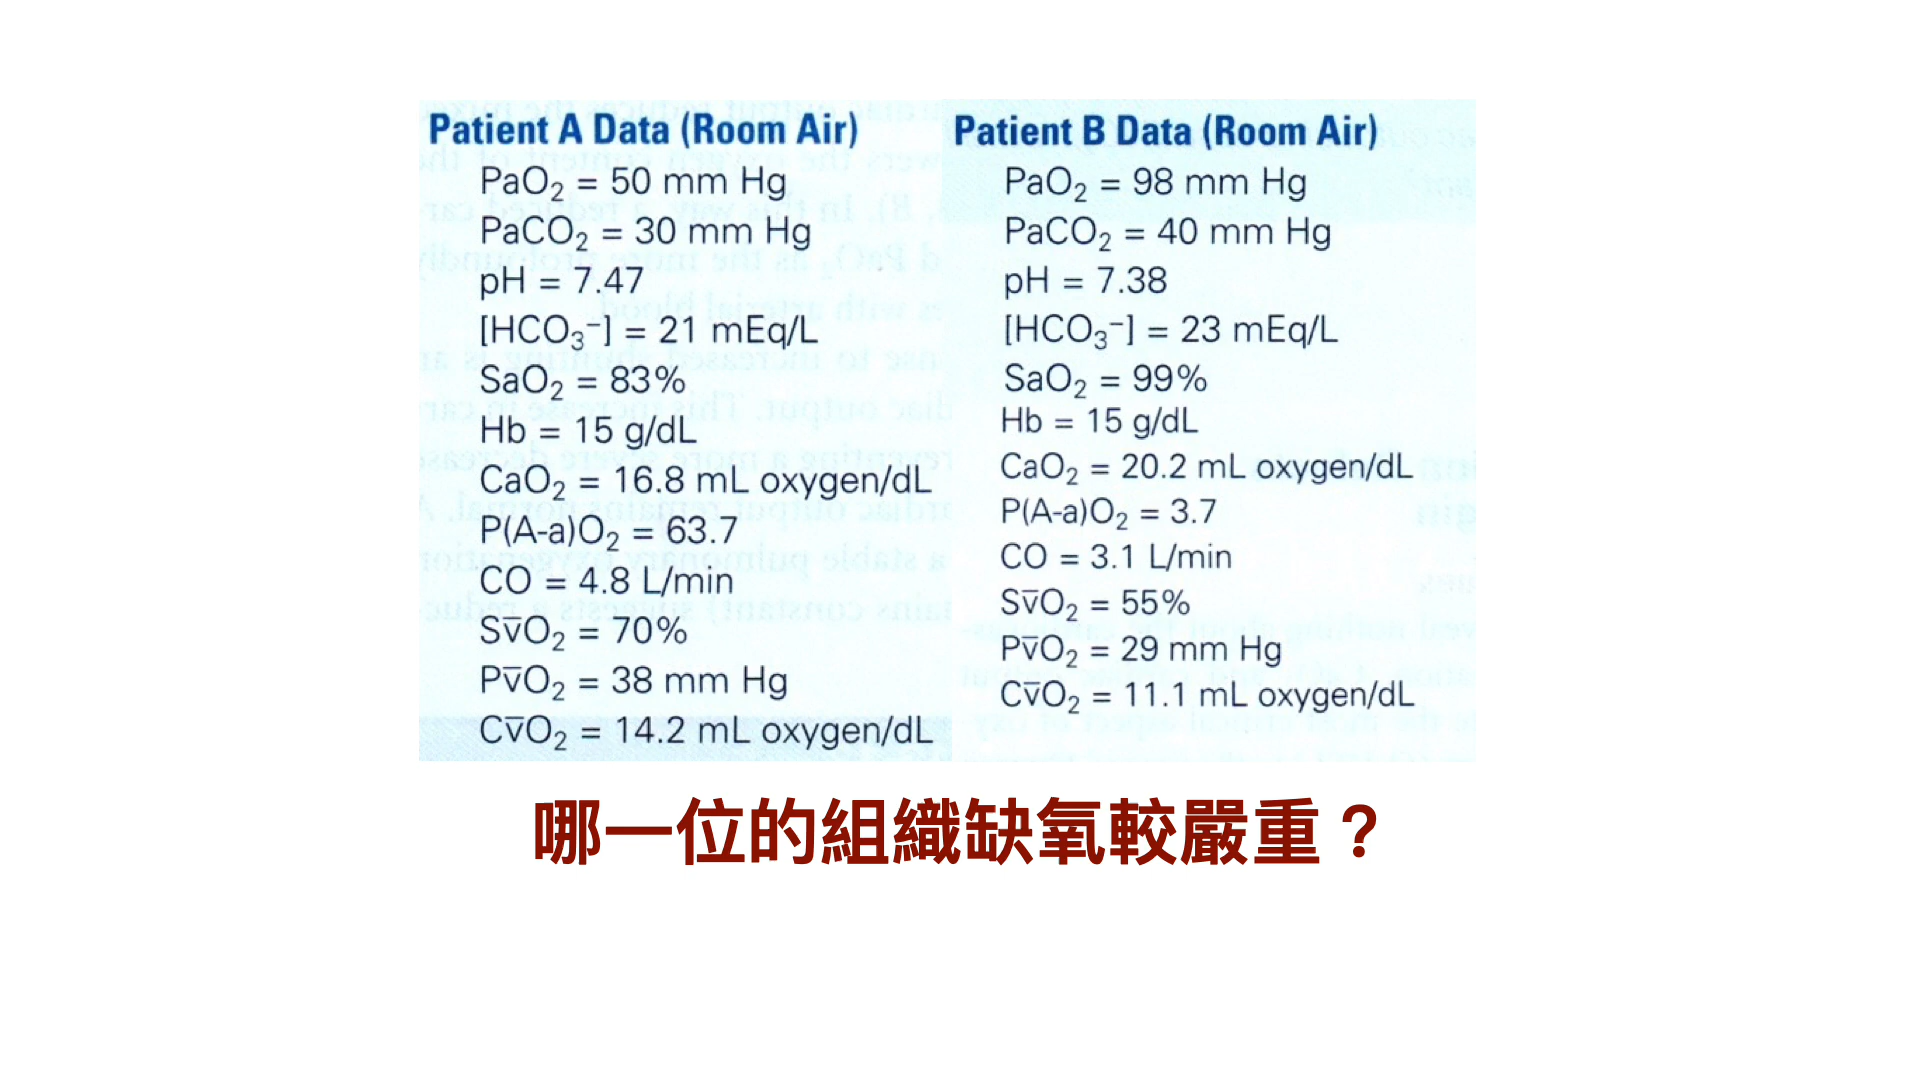 Patient A Data (Room Air)
PaO₂ = 50 mm Hg
PaCO₂ = 30 mm Hg
pH = 7.47
[HCO₃⁻] = 21 mEq/L
SaO₂ = 83%
Hb = 15 g/dL
CaO₂ = 16.8 mL oxygen/dL
P(A-a)O₂ = 63.7
CO = 4.8 L/min
Sv̄O₂ = 70%
Pv̄O₂ = 38 mm Hg
Cv̄O₂ = 14.2 mL oxygen/dL
Patient B Data (Room Air)
PaO₂ = 98 mm Hg
PaCO₂ = 40 mm Hg
pH = 7.38
[HCO₃⁻] = 23 mEq/L
SaO₂ = 99%
Hb = 15 g/dL
CaO₂ = 20.2 mL oxygen/dL
P(A-a)O₂ = 3.7
CO = 3.1 L/min
Sv̄O₂ = 55%
Pv̄O₂ = 29 mm Hg
Cv̄O₂ = 11.1 mL oxygen/dL
哪一位的組織缺氧較嚴重？